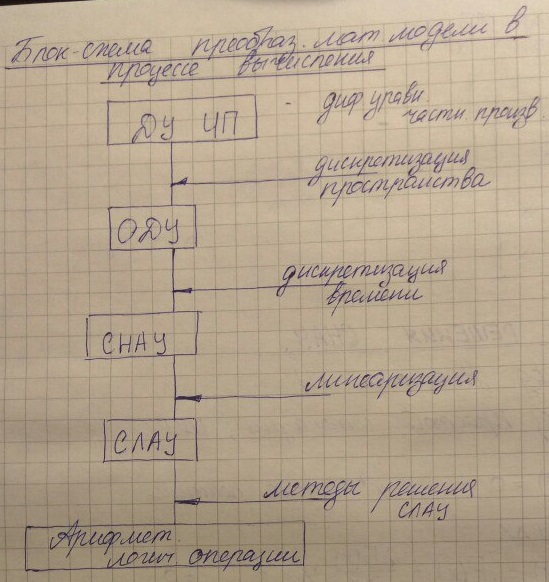 Блок-схема преобраз. мат модели в
процессе вычисления
ДУ ЧП - диф. уравн.
части. произв
дискретизация
пространства
ОДУ
дискретизация
времени
СНАУ
линеаризация
СЛАУ
методы решения
СЛАУ
Арифмет.
логич операции